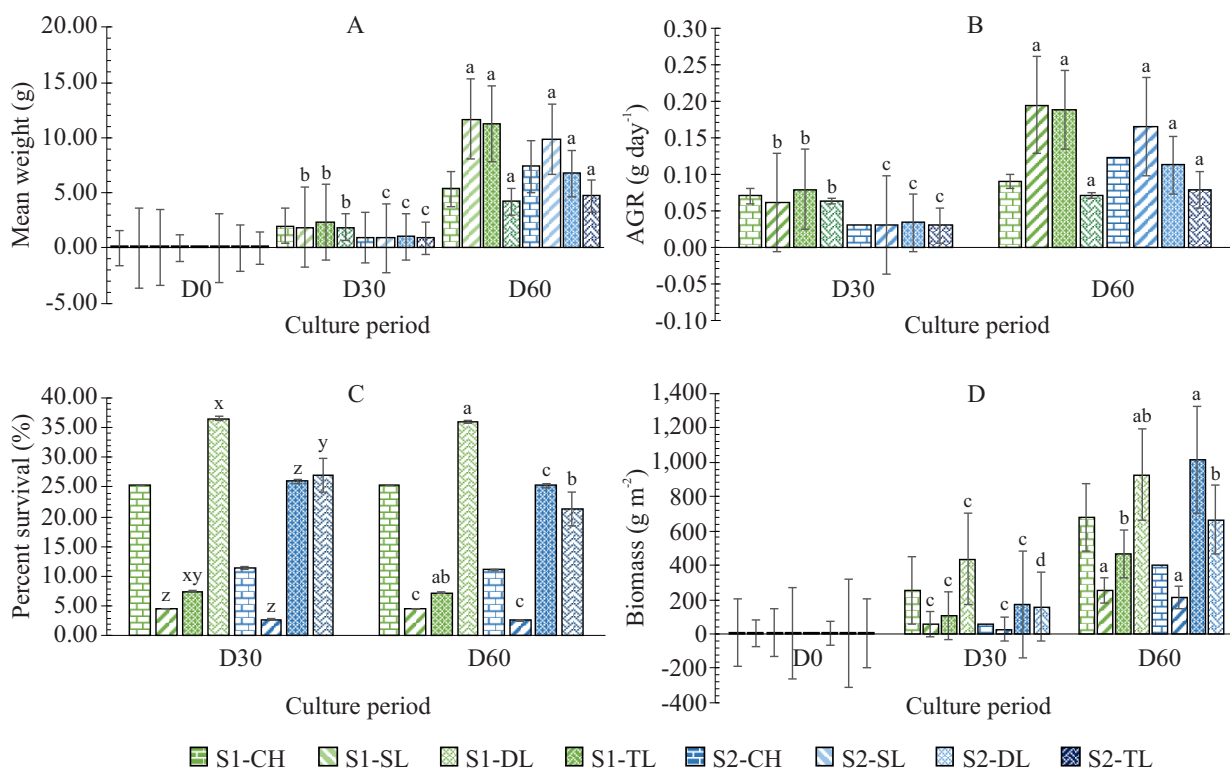 A
Mean weight (g)
20.00
15.00
10.00
5.00
0.00
-5.00
b b b c c c
a a a a a a
D0 D30 D60
Culture period
B
AGR (g day-1)
0.30
0.25
0.20
0.15
0.10
0.05
0.00
-0.05
-0.10
b b b c c c
a a a a a a
D30 D60
Culture period
C
Percent survival (%)
40.00
35.00
30.00
25.00
20.00
15.00
10.00
5.00
0.00
z xy x z z y
c ab a c c b
D30 D60
Culture period
D
Biomass (g m-2)
1,400
1,200
1,000
800
600
400
200
0
-200
-400
c c c c c d
a b ab a a b
D0 D30 D60
Culture period
S1-CH S1-SL S1-DL S1-TL S2-CH S2-SL S2-DL S2-TL